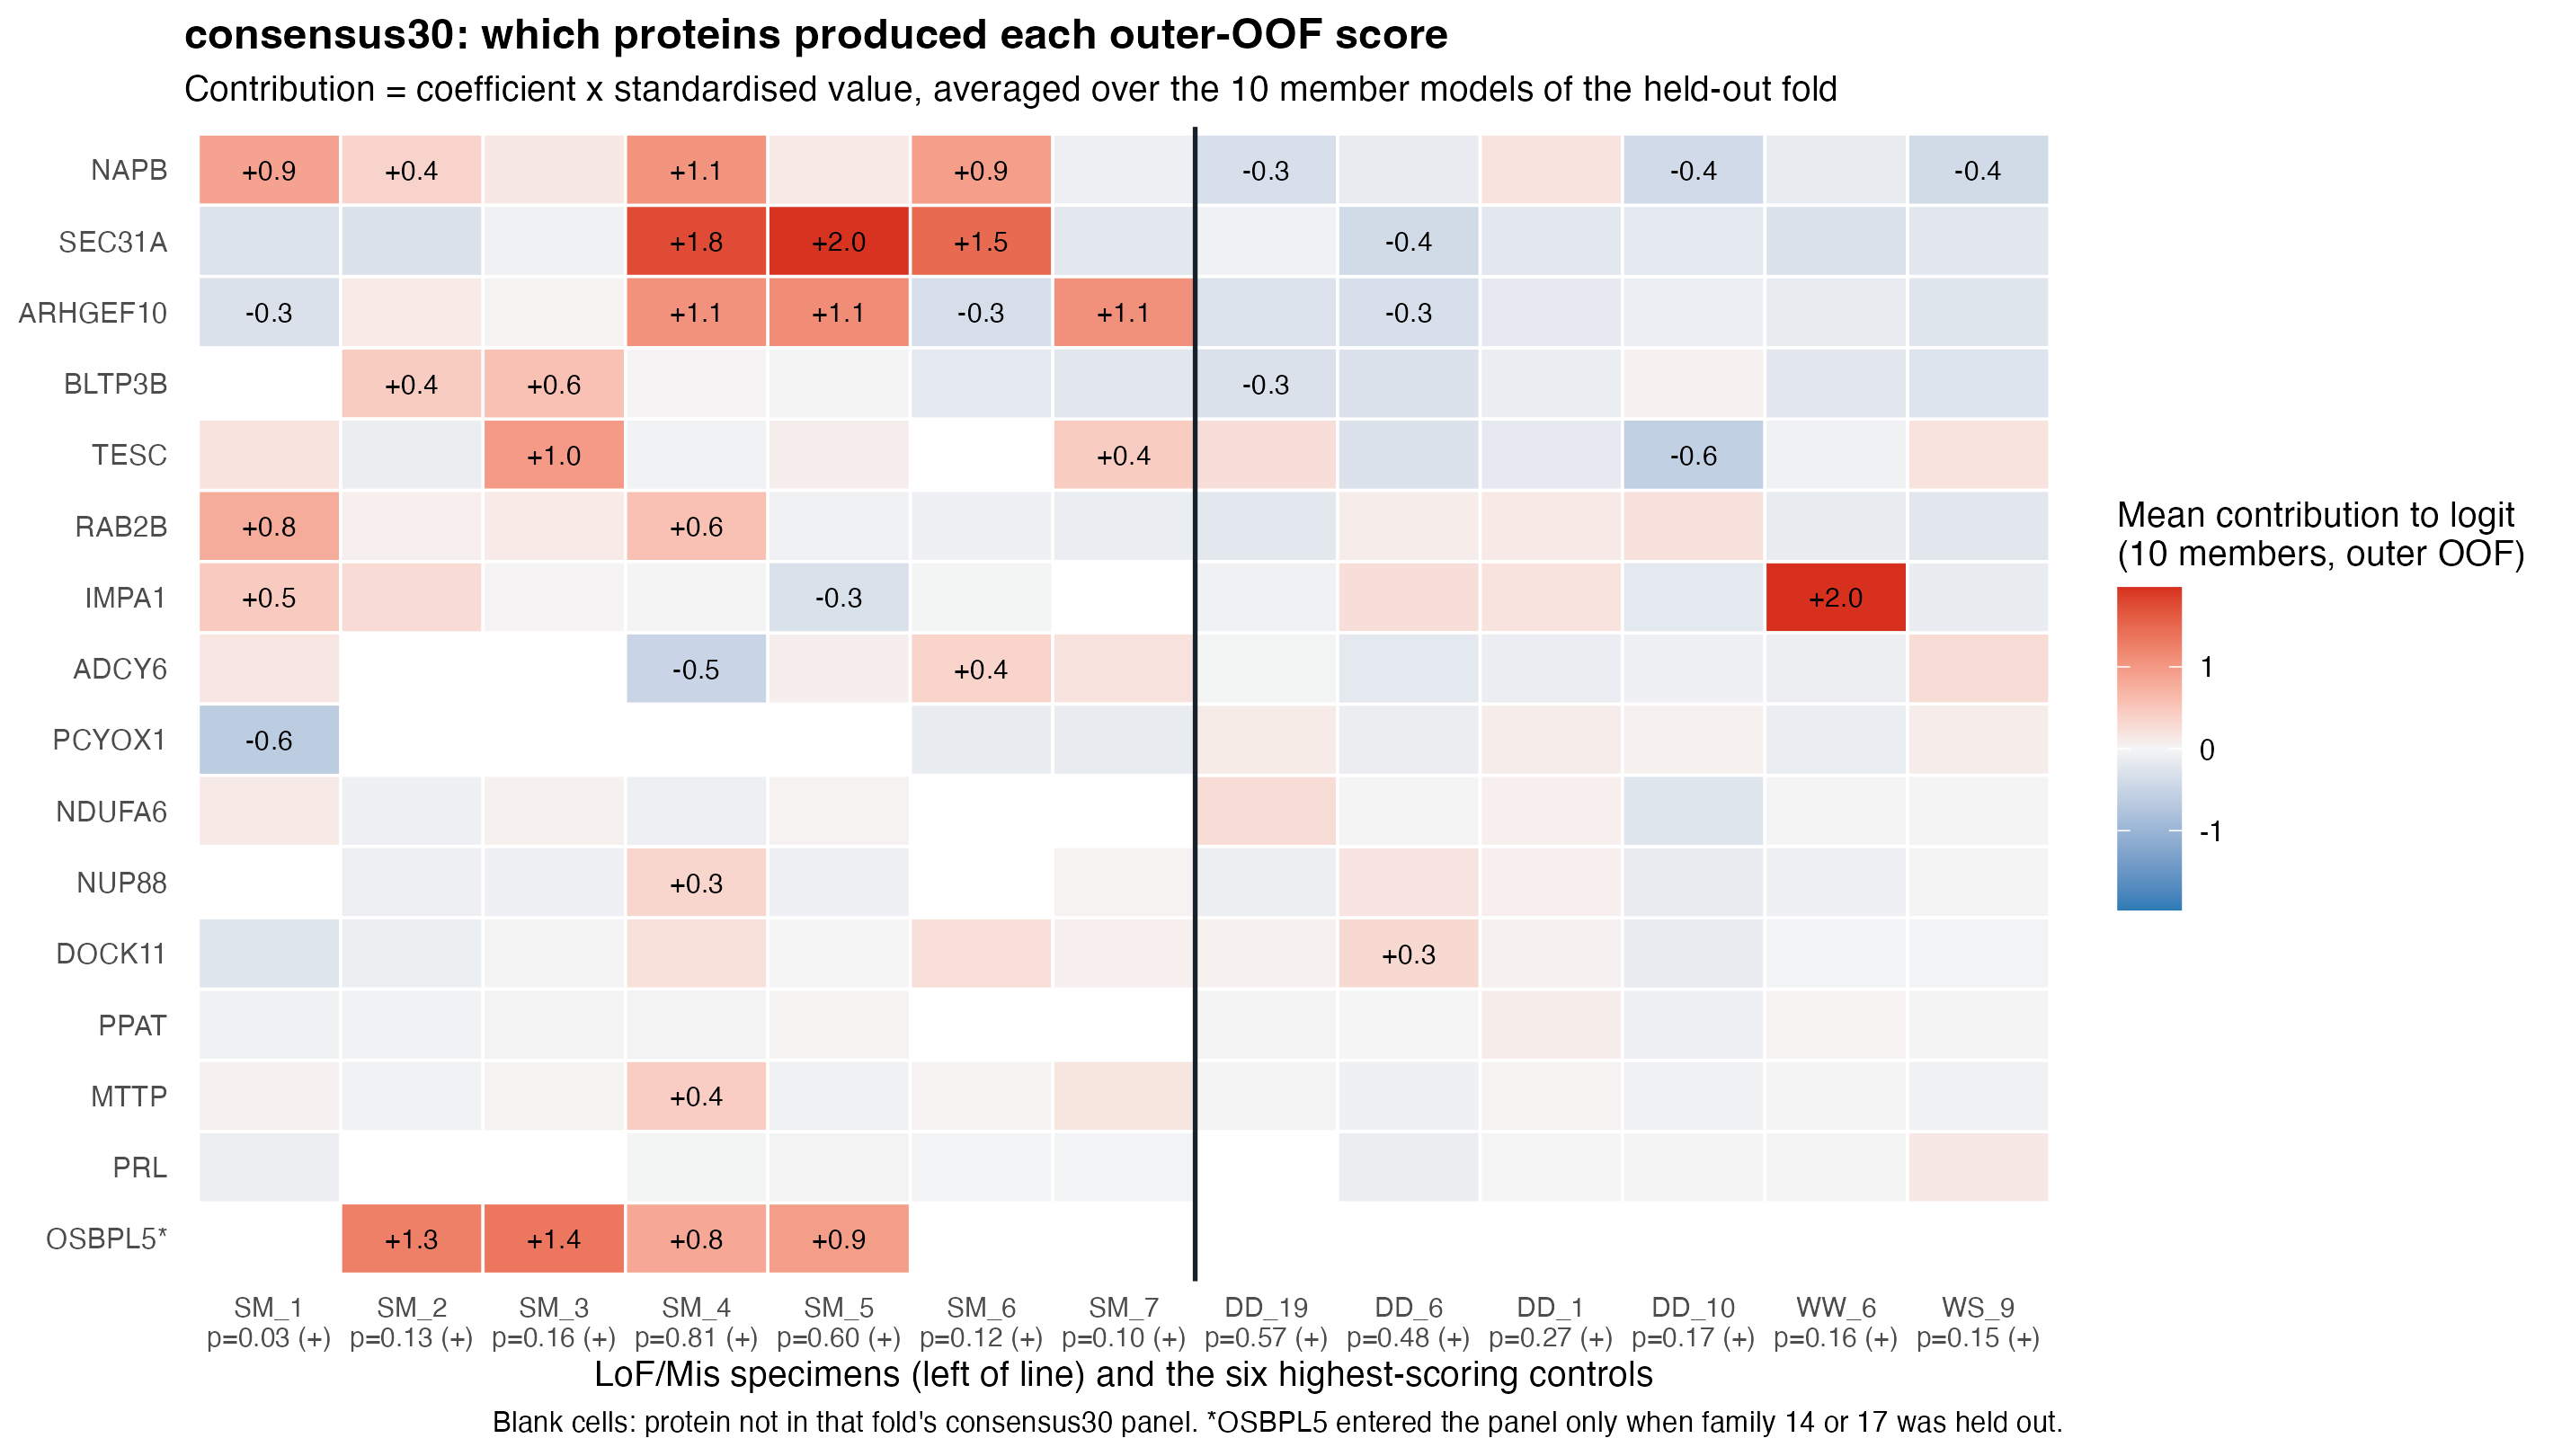 consensus30: which proteins produced each outer-OOF score
Contribution = coefficient x standardised value, averaged over the 10 member models of the held-out fold
NAPB +0.9 +0.4 +1.1 +0.9 -0.3 -0.4 -0.4
SEC31A +1.8 +2.0 +1.5 -0.4
ARHGEF10 -0.3 +1.1 +1.1 -0.3 +1.1 -0.3
BLTP3B +0.4 +0.6 -0.3
TESC +1.0 +0.4 -0.6
RAB2B +0.8 +0.6
IMPA1 +0.5 -0.3 +2.0
ADCY6 -0.5 +0.4
PCYOX1 -0.6
NDUFA6
NUP88 +0.3
DOCK11 +0.3
PPAT
MTTP +0.4
PRL
OSBPL5* +1.3 +1.4 +0.8 +0.9
SM_1 SM_2 SM_3 SM_4 SM_5 SM_6 SM_7 DD_19 DD_6 DD_1 DD_10 WW_6 WS_9
p=0.03 (+) p=0.13 (+) p=0.16 (+) p=0.81 (+) p=0.60 (+) p=0.12 (+) p=0.10 (+) p=0.57 (+) p=0.48 (+) p=0.27 (+) p=0.17 (+) p=0.16 (+) p=0.15 (+)
LoF/Mis specimens (left of line) and the six highest-scoring controls
Blank cells: protein not in that fold's consensus30 panel. *OSBPL5 entered the panel only when family 14 or 17 was held out.
Mean contribution to logit
(10 members, outer OOF)
1
0
-1